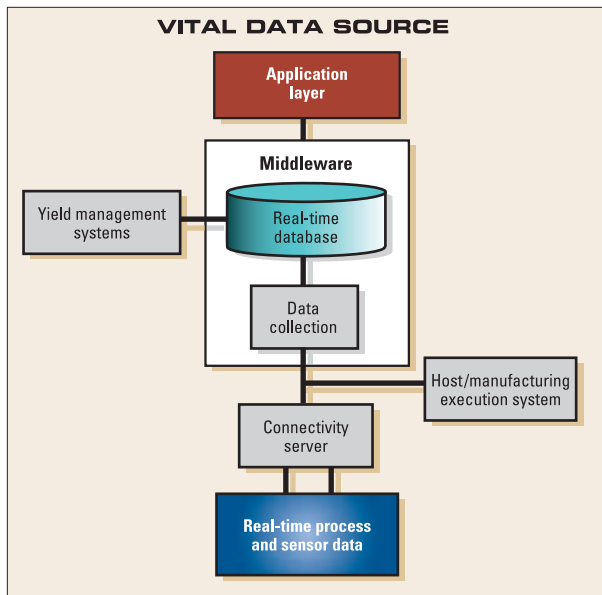 VITAL DATA SOURCE
Application
layer
Middleware
Yield management
systems
Real-time
database
Data
collection
Host/manufacturing
execution system
Connectivity
server
Real-time process
and sensor data